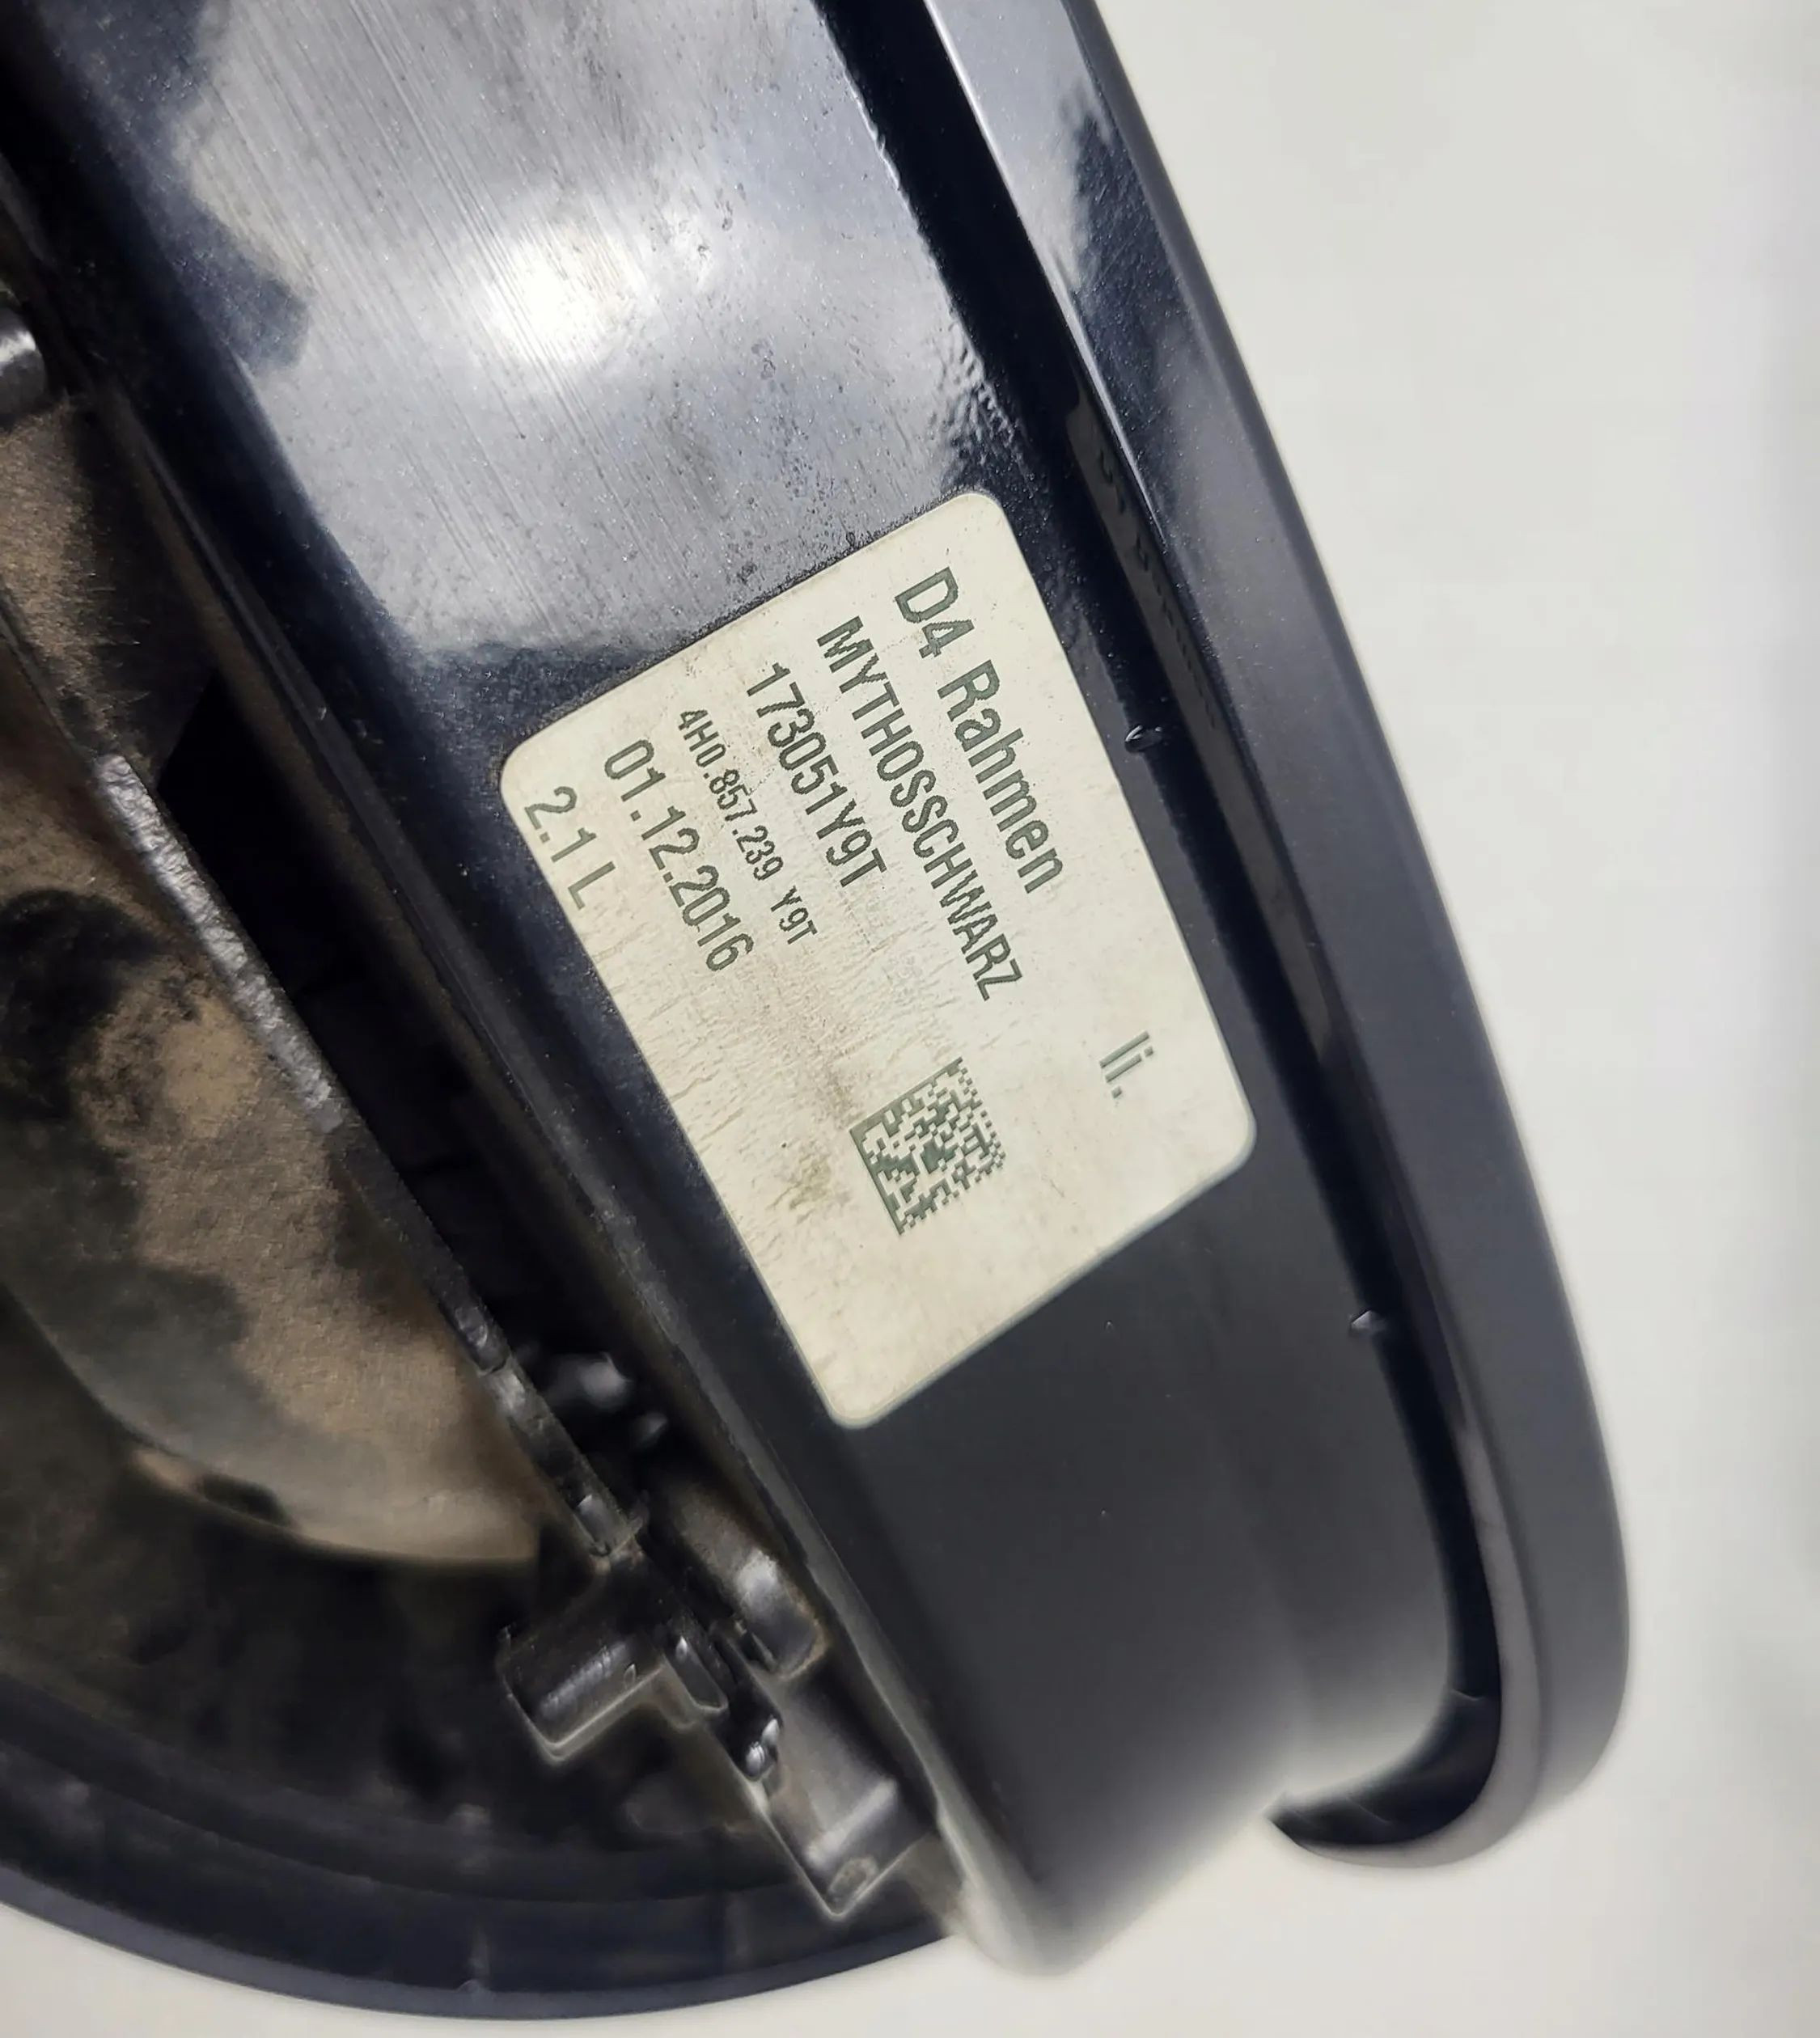 D4 Rahmen
li.
MYTHOSSCHWARZ
173051Y9T
4H0.857.239 Y9T
01.12.2016
2.1 L